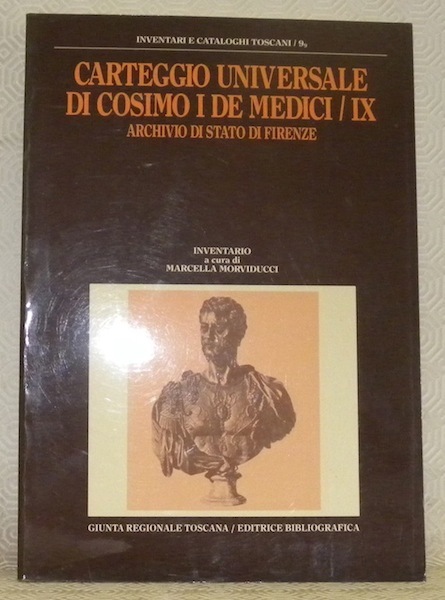 INVENTARI E CATALOGHI TOSCANI / 9₉
CARTEGGIO UNIVERSALE
DI COSIMO I DE MEDICI / IX
ARCHIVIO DI STATO DI FIRENZE
INVENTARIO
a cura di
MARCELLA MORVIDUCCI
GIUNTA REGIONALE TOSCANA / EDITRICE BIBLIOGRAFICA